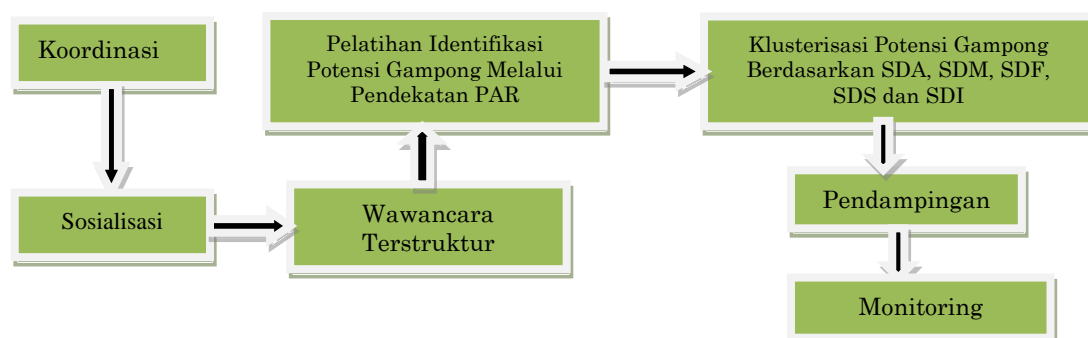 Koordinasi
Sosialisasi
Wawancara
Terstruktur
Pelatihan Identifikasi
Potensi Gampong Melalui
Pendekatan PAR
Klusterisasi Potensi Gampong
Berdasarkan SDA, SDM, SDF,
SDS dan SDI
Pendampingan
Monitoring